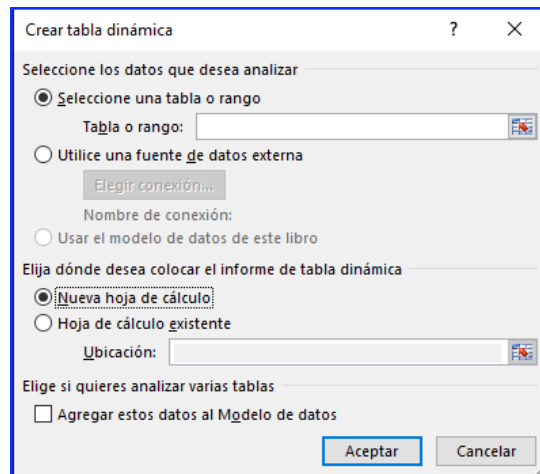 Crear tabla dinámica ? ×
Seleccione los datos que desea analizar
Seleccione una tabla o rango
Tabla o rango:
Utilice una fuente de datos externa
Elegir conexión...
Nombre de conexión:
Usar el modelo de datos de este libro
Elija dónde desea colocar el informe de tabla dinámica
Nueva hoja de cálculo
Hoja de cálculo existente
Ubicación:
Elige si quieres analizar varias tablas
Agregar estos datos al Modelo de datos
Aceptar Cancelar